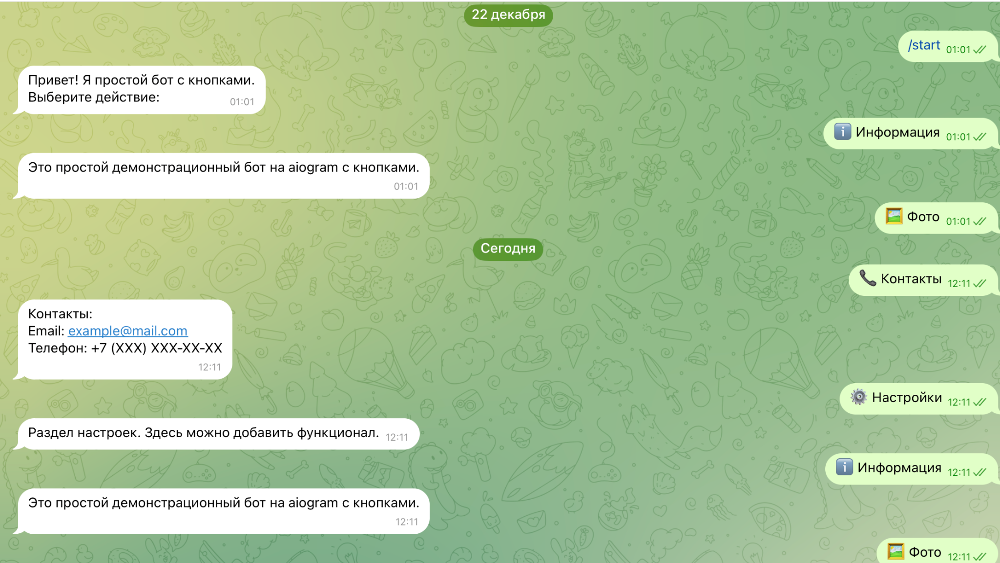 22 декабря
/start 01:01
Привет! Я простой бот с кнопками.
Выберите действие: 01:01
ℹ️ Информация 01:01
Это простой демонстрационный бот на aiogram с кнопками.
01:01
🖼️ Фото 01:01
Сегодня
📞 Контакты 12:11
Контакты:
Email: example@mail.com
Телефон: +7 (XXX) XXX-XX-XX
12:11
⚙️ Настройки 12:11
Раздел настроек. Здесь можно добавить функционал. 12:11
ℹ️ Информация 12:11
Это простой демонстрационный бот на aiogram с кнопками.
12:11
🖼️ Фото 12:11